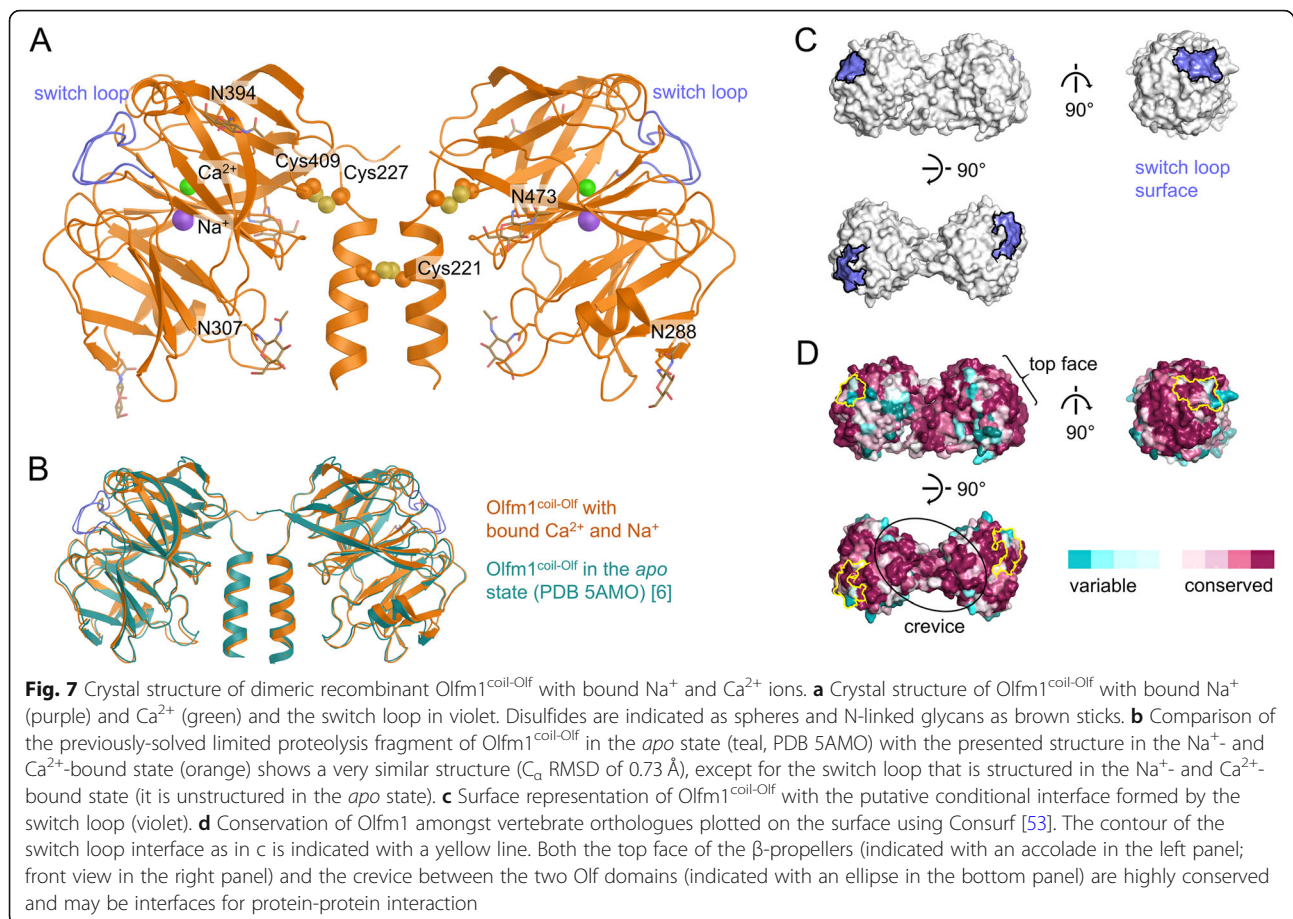 A
switch loop
N394
switch loop
Ca²⁺
Cys409
Cys227
Na⁺
N473
Cys221
N307
N288
B
Olfm1ᶜᵒⁱˡ⁻ᴼˡᶠ with
bound Ca²⁺ and Na⁺
Olfm1ᶜᵒⁱˡ⁻ᴼˡᶠ in the apo
state (PDB 5AMO) [6]
C
90°
90°
switch loop
surface
D
top face
90°
90°
crevice
variable
conserved
Fig. 7 Crystal structure of dimeric recombinant Olfm1ᶜᵒⁱˡ⁻ᴼˡᶠ with bound Na⁺ and Ca²⁺ ions. a Crystal structure of Olfm1ᶜᵒⁱˡ⁻ᴼˡᶠ with bound Na⁺
(purple) and Ca²⁺ (green) and the switch loop in violet. Disulfides are indicated as spheres and N-linked glycans as brown sticks. b Comparison of
the previously-solved limited proteolysis fragment of Olfm1ᶜᵒⁱˡ⁻ᴼˡᶠ in the apo state (teal, PDB 5AMO) with the presented structure in the Na⁺- and
Ca²⁺-bound state (orange) shows a very similar structure (Cα RMSD of 0.73 Å), except for the switch loop that is structured in the Na⁺- and Ca²⁺-
bound state (it is unstructured in the apo state). c Surface representation of Olfm1ᶜᵒⁱˡ⁻ᴼˡᶠ with the putative conditional interface formed by the
switch loop (violet). d Conservation of Olfm1 amongst vertebrate orthologues plotted on the surface using Consurf [53]. The contour of the
switch loop interface as in c is indicated with a yellow line. Both the top face of the β-propellers (indicated with an accolade in the left panel;
front view in the right panel) and the crevice between the two Olf domains (indicated with an ellipse in the bottom panel) are highly conserved
and may be interfaces for protein-protein interaction